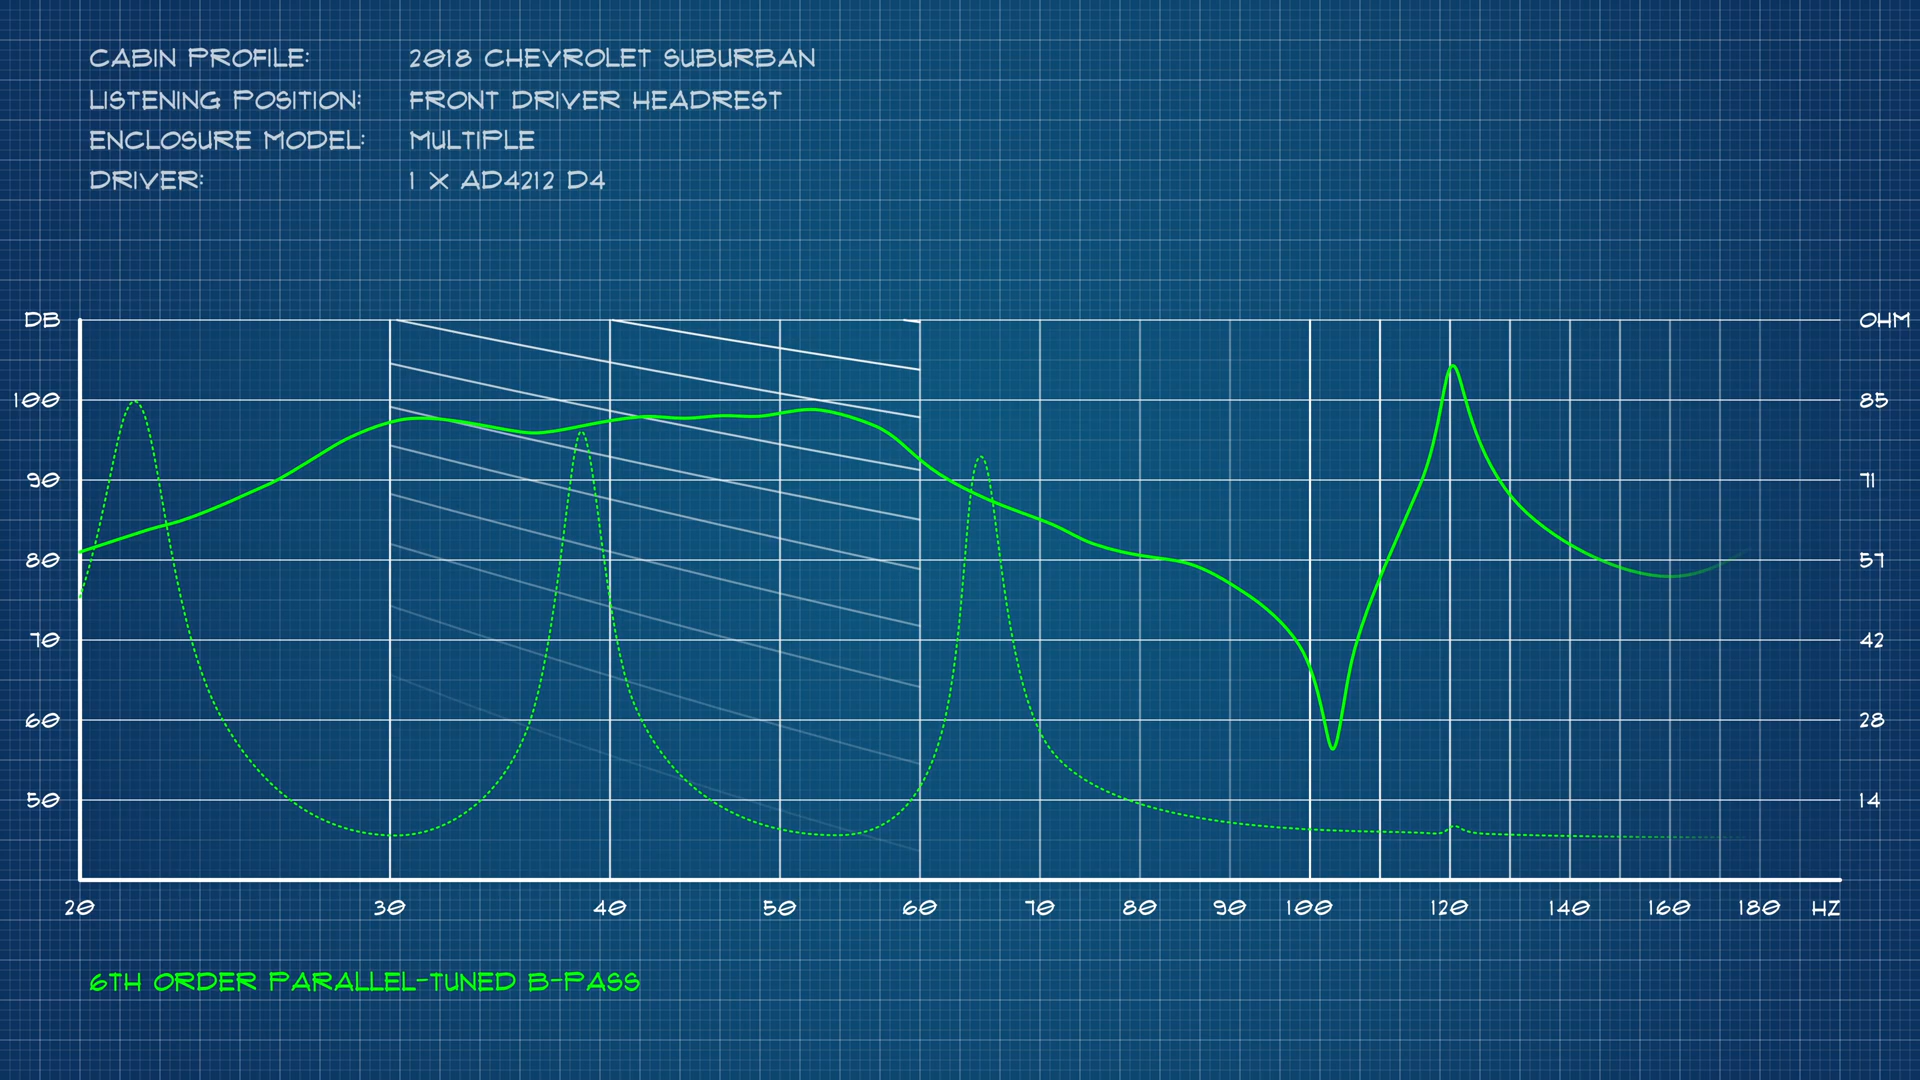 CABIN PROFILE: 2018 CHEVROLET SUBURBAN
LISTENING POSITION: FRONT DRIVER HEADREST
ENCLOSURE MODEL: MULTIPLE
DRIVER: 1 X AD4212 D4
DB OHM
100 85
90 71
80 57
70 42
60 28
50 14
20 30 40 50 60 70 80 90 100 120 140 160 180 HZ
6TH ORDER PARALLEL-TUNED B-PASS